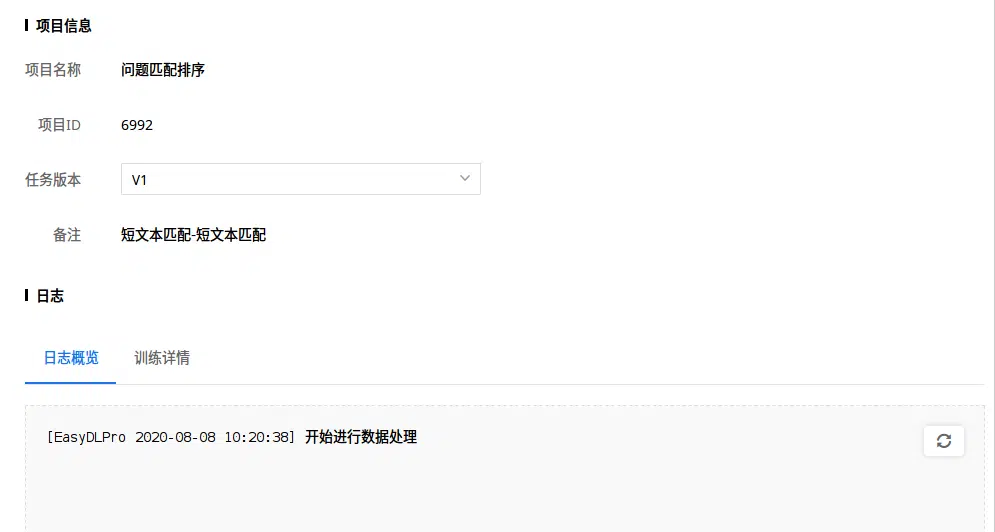 项目信息
项目名称 问题匹配排序
项目ID 6992
任务版本 V1
备注 短文本匹配-短文本匹配
日志
日志概览 训练详情
[EasyDLPro 2020-08-08 10:20:38] 开始进行数据处理